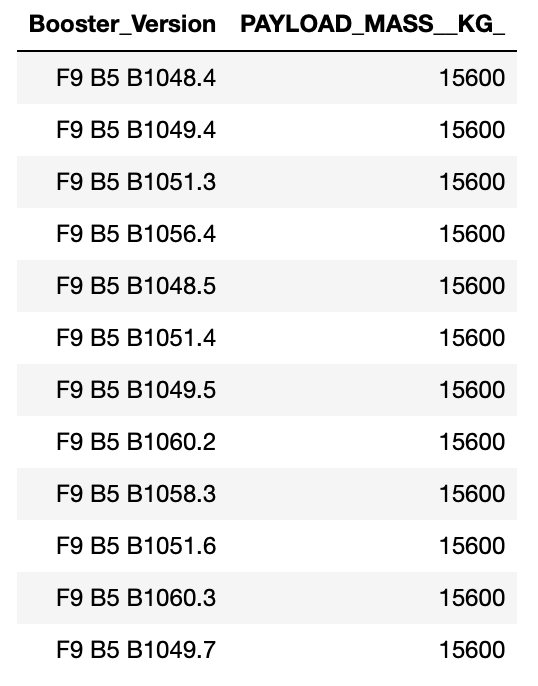 Booster_Version PAYLOAD_MASS__KG_
F9 B5 B1048.4 15600
F9 B5 B1049.4 15600
F9 B5 B1051.3 15600
F9 B5 B1056.4 15600
F9 B5 B1048.5 15600
F9 B5 B1051.4 15600
F9 B5 B1049.5 15600
F9 B5 B1060.2 15600
F9 B5 B1058.3 15600
F9 B5 B1051.6 15600
F9 B5 B1060.3 15600
F9 B5 B1049.7 15600